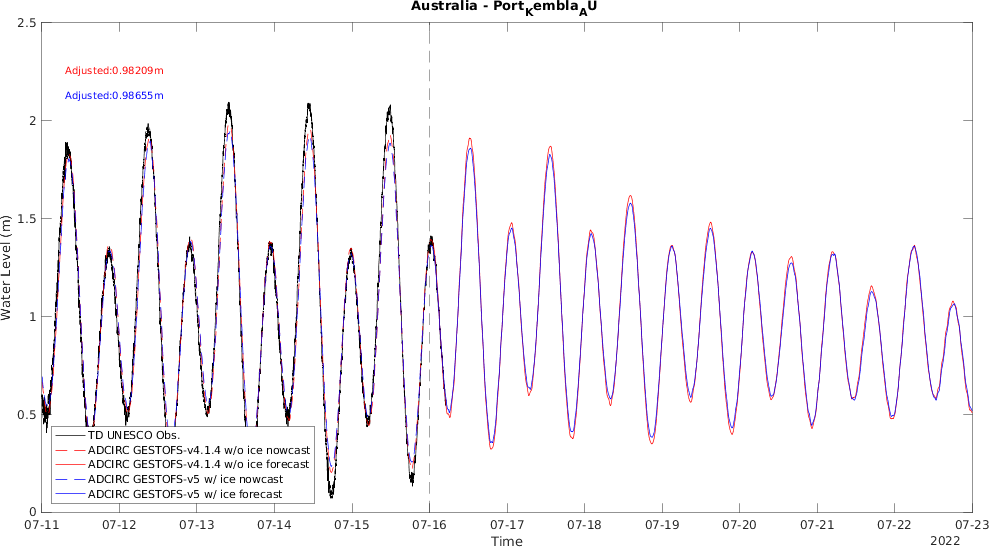 Australia - PortKemblaAU
2.5
Adjusted:0.98209m
Adjusted:0.98655m
2
1.5
Water Level (m)
1
0.5
TD UNESCO Obs.
ADCIRC GESTOFS-v4.1.4 w/o ice nowcast
ADCIRC GESTOFS-v4.1.4 w/o ice forecast
ADCIRC GESTOFS-v5 w/ ice nowcast
ADCIRC GESTOFS-v5 w/ ice forecast
0
07-11 07-12 07-13 07-14 07-15 07-16 07-17 07-18 07-19 07-20 07-21 07-22 07-23
Time
2022